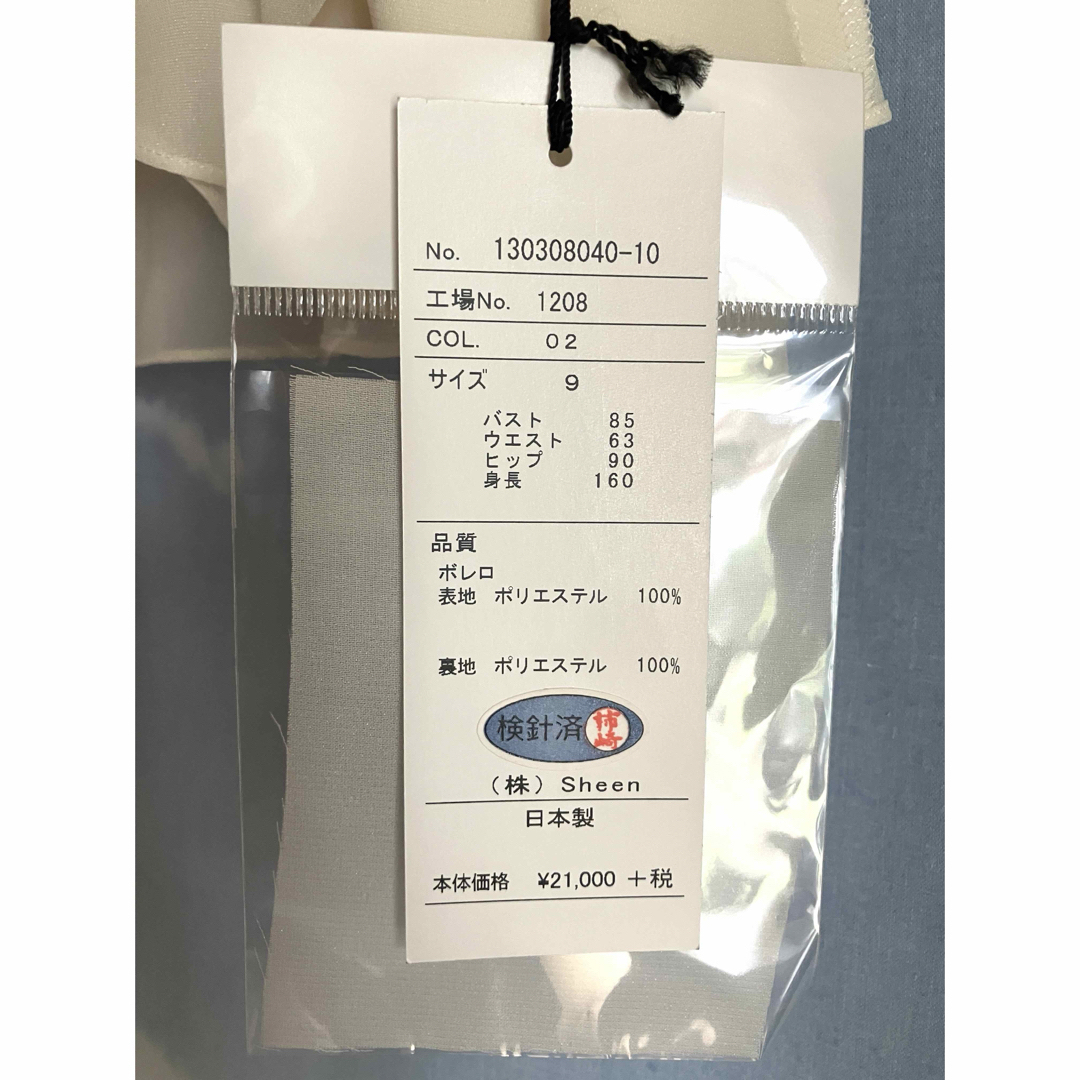 No. 130308040-10
工場No. 1208
COL. 02
サイズ 9
バスト 85
ウエスト 63
ヒップ 90
身長 160
品質
ボレロ
表地 ポリエステル 100%
裏地 ポリエステル 100%
検針済 柿崎
（株）Sheen
日本製
本体価格 ¥21,000 +税